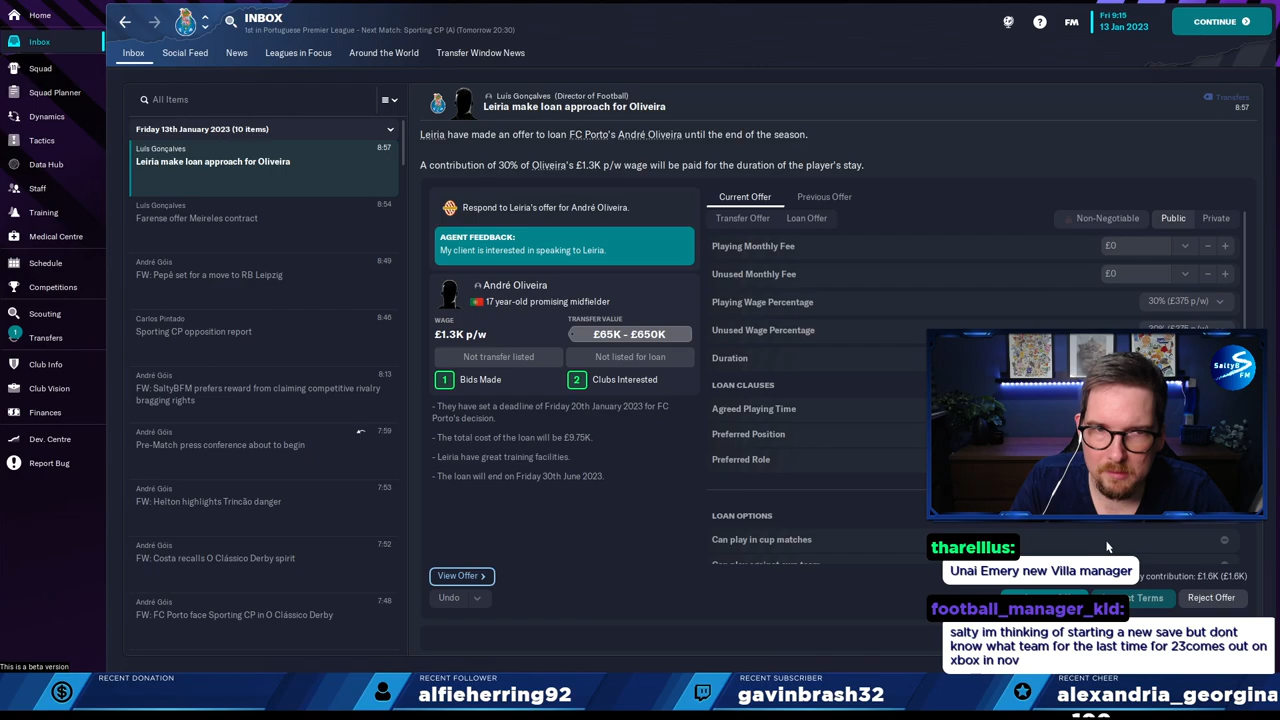 Home
Inbox
Squad
Squad Planner
Dynamics
Tactics
Data Hub
Staff
Training
Medical Centre
Schedule
Competitions
Scouting
1
Transfers
Club Info
Club Vision
Finances
Dev. Centre
Report Bug
This is a beta version
INBOX
1st in Portuguese Premier League - Next Match: Sporting CP (A) (Tomorrow 20:30)
FM
Fri 9:15
13 Jan 2023
CONTINUE
Inbox
Social Feed
News
Leagues in Focus
Around the World
Transfer Window News
All Items
Friday 13th January 2023 (10 items)
Luís Gonçalves
8:57
Leiria make loan approach for Oliveira
Luís Gonçalves
8:54
Farense offer Meireles contract
André Góis
8:49
FW: Pepê set for a move to RB Leipzig
Carlos Pintado
8:46
Sporting CP opposition report
André Góis
8:13
FW: SaltyBFM prefers reward from claiming competitive rivalry
bragging rights
André Góis
7:59
Pre-Match press conference about to begin
André Góis
7:53
FW: Helton highlights Trincão danger
André Góis
7:52
FW: Costa recalls O Clássico Derby spirit
André Góis
7:48
FW: FC Porto face Sporting CP in O Clássico Derby
Luís Gonçalves (Director of Football)
Leiria make loan approach for Oliveira
Transfers
8:57
Leiria have made an offer to loan FC Porto's André Oliveira until the end of the season.
A contribution of 30% of Oliveira's £1.3K p/w wage will be paid for the duration of the player's stay.
Respond to Leiria's offer for André Oliveira.
AGENT FEEDBACK:
My client is interested in speaking to Leiria.
André Oliveira
17 year-old promising midfielder
WAGE
£1.3K p/w
TRANSFER VALUE
£65K - £650K
Not transfer listed
Not listed for loan
1
Bids Made
2
Clubs Interested
- They have set a deadline of Friday 20th January 2023 for FC
Porto's decision.
- The total cost of the loan will be £9.75K.
- Leiria have great training facilities.
- The loan will end on Friday 30th June 2023.
View Offer
Undo
Current Offer
Previous Offer
Transfer Offer
Loan Offer
Non-Negotiable
Public
Private
Playing Monthly Fee
£0
Unused Monthly Fee
£0
Playing Wage Percentage
30% (£375 p/w)
Unused Wage Percentage
30% (£375 p/w)
Duration
LOAN CLAUSES
Agreed Playing Time
Preferred Position
Preferred Role
LOAN OPTIONS
Can play in cup matches
Reject Offer
SaltyB
FM
tharelllus:
Unai Emery new Villa manager
contribution: £1.6K (£1.6K)
Terms
football_manager_kld:
salty im thinking of starting a new save but dont
know what team for the last time for 23comes out on
xbox in nov
RECENT DONATION
RECENT FOLLOWER
alfieherring92
RECENT SUBSCRIBER
gavinbrash32
RECENT CHEER
alexandria_georgina